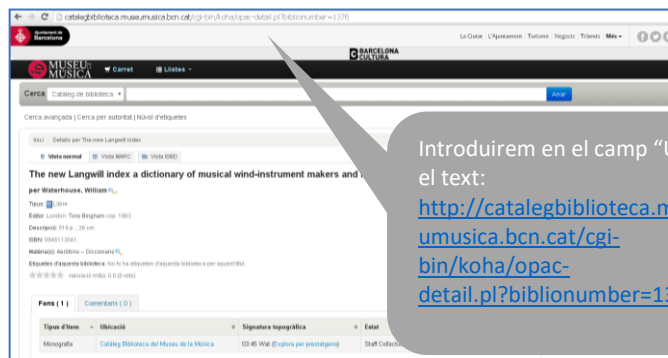 catalegbiblioteca.museumusica.bcn.cat/cgi-bin/koha/opac-detail.pl?biblionumber=1376
Ajuntament de
Barcelona
La Ciutat | L'Ajuntament | Turisme | Negocis | Tràmits | Més
BARCELONA
CULTURA
MUSEU DE LA
MÚSICA
Carret
Llistes
Cerca
Catàleg de biblioteca
Anar
Cerca avançada | Cerca per autoritat | Núvol d'etiquetes
Inici Detalls per The new Langwill index
Vista normal
Vista MARC
Vista ISBD
The new Langwill index a dictionary of musical wind-instrument makers and
per Waterhouse, William
Tipus: Llibre
Editor: London: Tony Bingham cop. 1993
Descripció: 518 p. ; 26 cm.
ISBN: 0946113041.
Matèria(s): Aeròfons -- Diccionaris
Etiquetes d'aquesta biblioteca: No hi ha etiquetes d'aquesta biblioteca per aquest títol.
valoració mitja: 0.0 (0 vots)
Fons ( 1 )
Comentaris ( 0 )
Tipus d'ítem
Ubicació
Signatura topogràfica
Estat
Monografia
Catàleg Biblioteca del Museu de la Música
03.46 Wat (Explora per prestatgeria)
Staff Collection
Introduirem en el camp “U
el text:
http://catalegbiblioteca.m
umusica.bcn.cat/cgi-
bin/koha/opac-
detail.pl?biblionumber=13